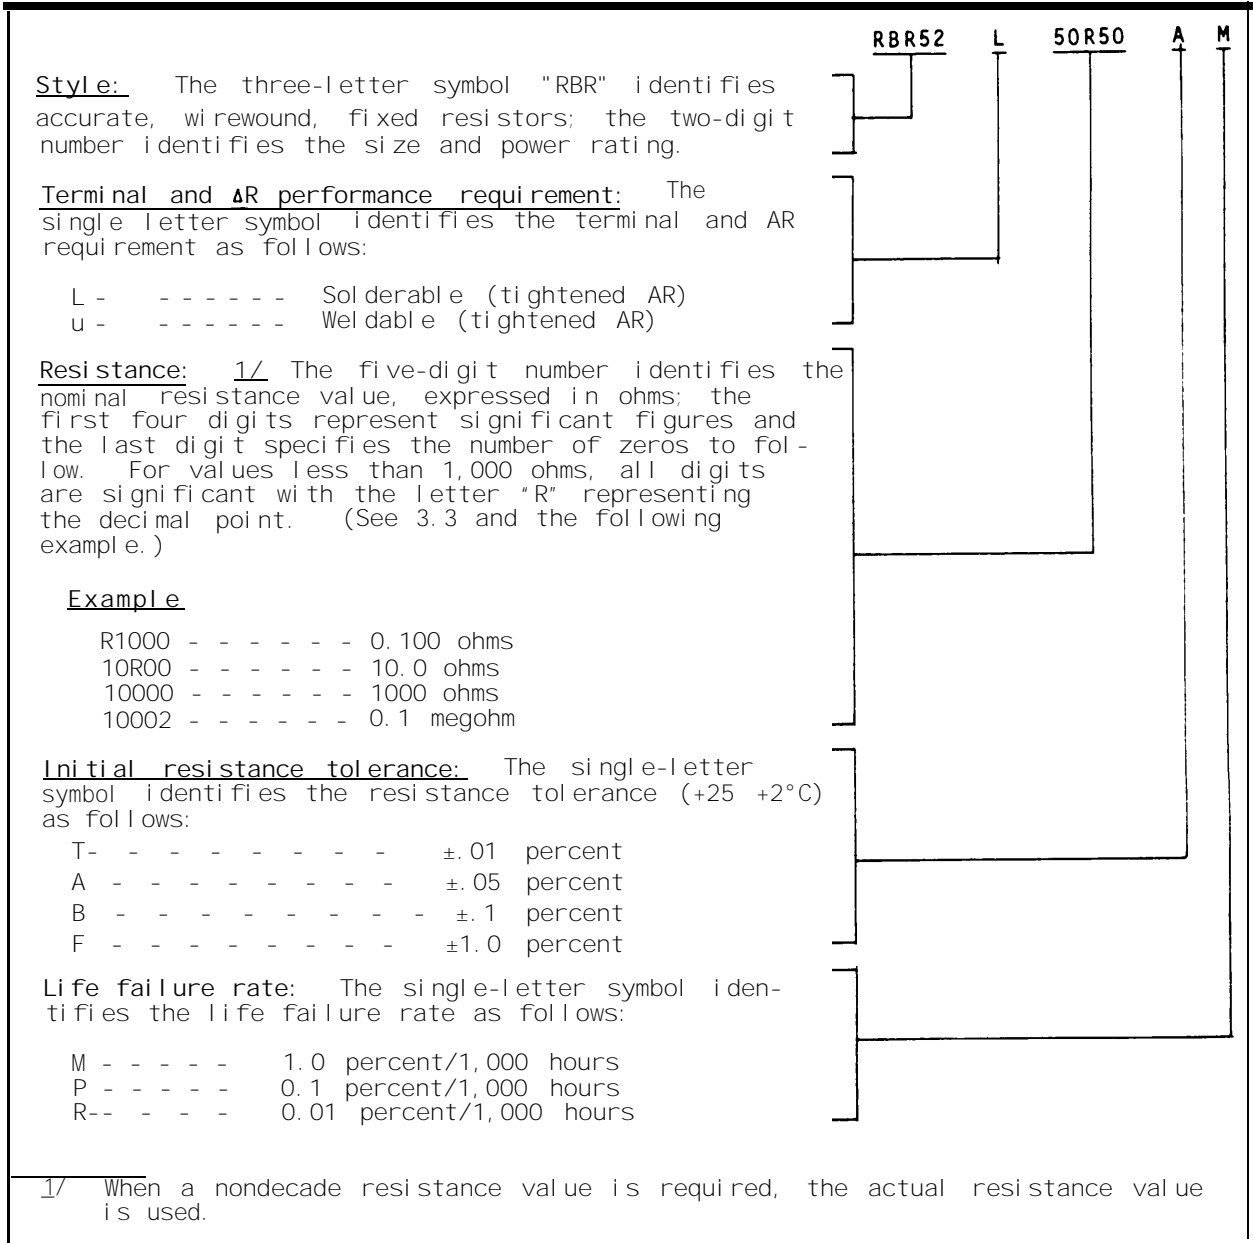 RBR52 L 50R50 A M
Style: The three-letter symbol "RBR" identifies
accurate, wirewound, fixed resistors; the two-digit
number identifies the size and power rating.
Terminal and ΔR performance requirement: The
single letter symbol identifies the terminal and AR
requirement as follows:
L - - - - - - - Solderable (tightened AR)
u - - - - - - - Weldable (tightened AR)
Resistance: 1/ The five-digit number identifies the
nominal resistance value, expressed in ohms; the
first four digits represent significant figures and
the last digit specifies the number of zeros to fol-
low. For values less than 1,000 ohms, all digits
are significant with the letter "R" representing
the decimal point. (See 3.3 and the following
example.)
Example
R1000 - - - - - - 0.100 ohms
10R00 - - - - - - 10.0 ohms
10000 - - - - - - 1000 ohms
10002 - - - - - - 0.1 megohm
Initial resistance tolerance: The single-letter
symbol identifies the resistance tolerance (+25 +2°C)
as follows:
T- - - - - - - - - ±.01 percent
A - - - - - - - - ±.05 percent
B - - - - - - - - - ±.1 percent
F - - - - - - - - ±1.0 percent
Life failure rate: The single-letter symbol iden-
tifies the life failure rate as follows:
M - - - - - 1.0 percent/1,000 hours
P - - - - - 0.1 percent/1,000 hours
R-- - - - 0.01 percent/1,000 hours
1/ When a nondecade resistance value is required, the actual resistance value
is used.